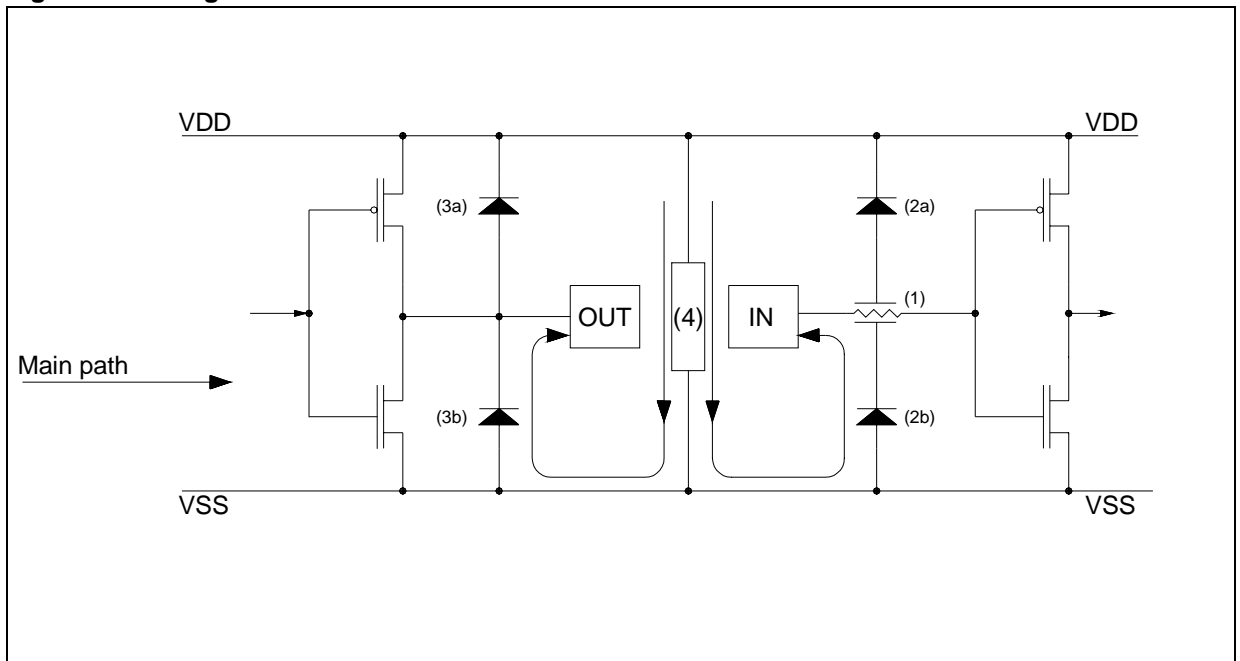 VDD
VDD
(3a)
(2a)
(1)
OUT
(4)
IN
Main path
(3b)
(2b)
VSS
VSS